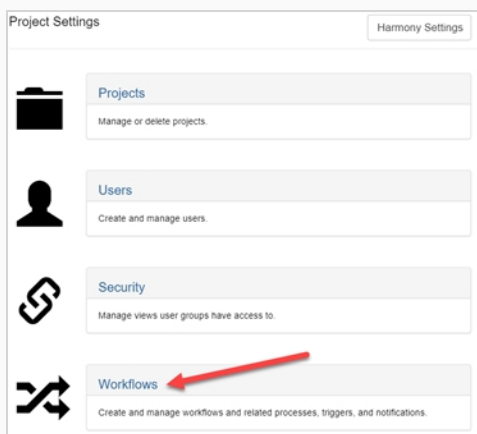 Project Settings
Harmony Settings
Projects
Manage or delete projects.
Users
Create and manage users.
Security
Manage views user groups have access to.
Workflows
Create and manage workflows and related processes, triggers, and notifications.